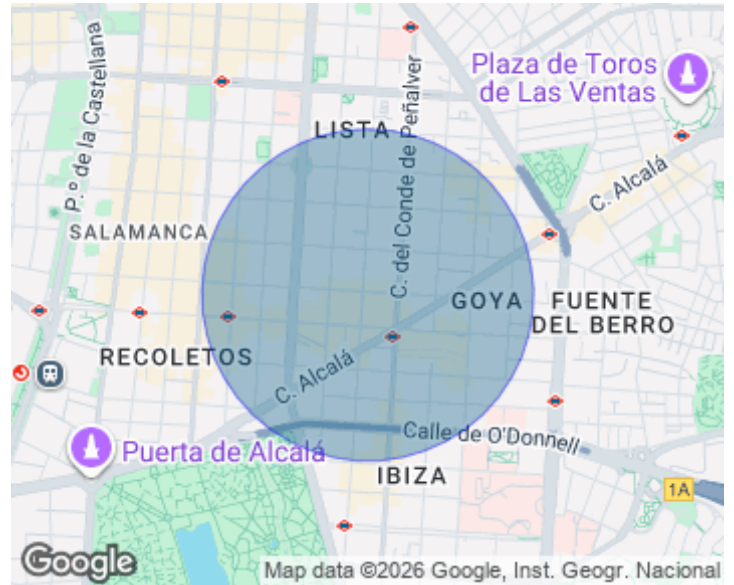 Plaza de Toros
de Las Ventas
P.º de la Castellana
C. del Conde de Peñalver
LISTA
C. Alcalá
SALAMANCA
GOYA
FUENTE
DEL BERRO
RECOLETOS
C. Alcalá
Calle de O'Donnell
Puerta de Alcalá
IBIZA
1A
Google
Map data ©2026 Google, Inst. Geogr. Nacional